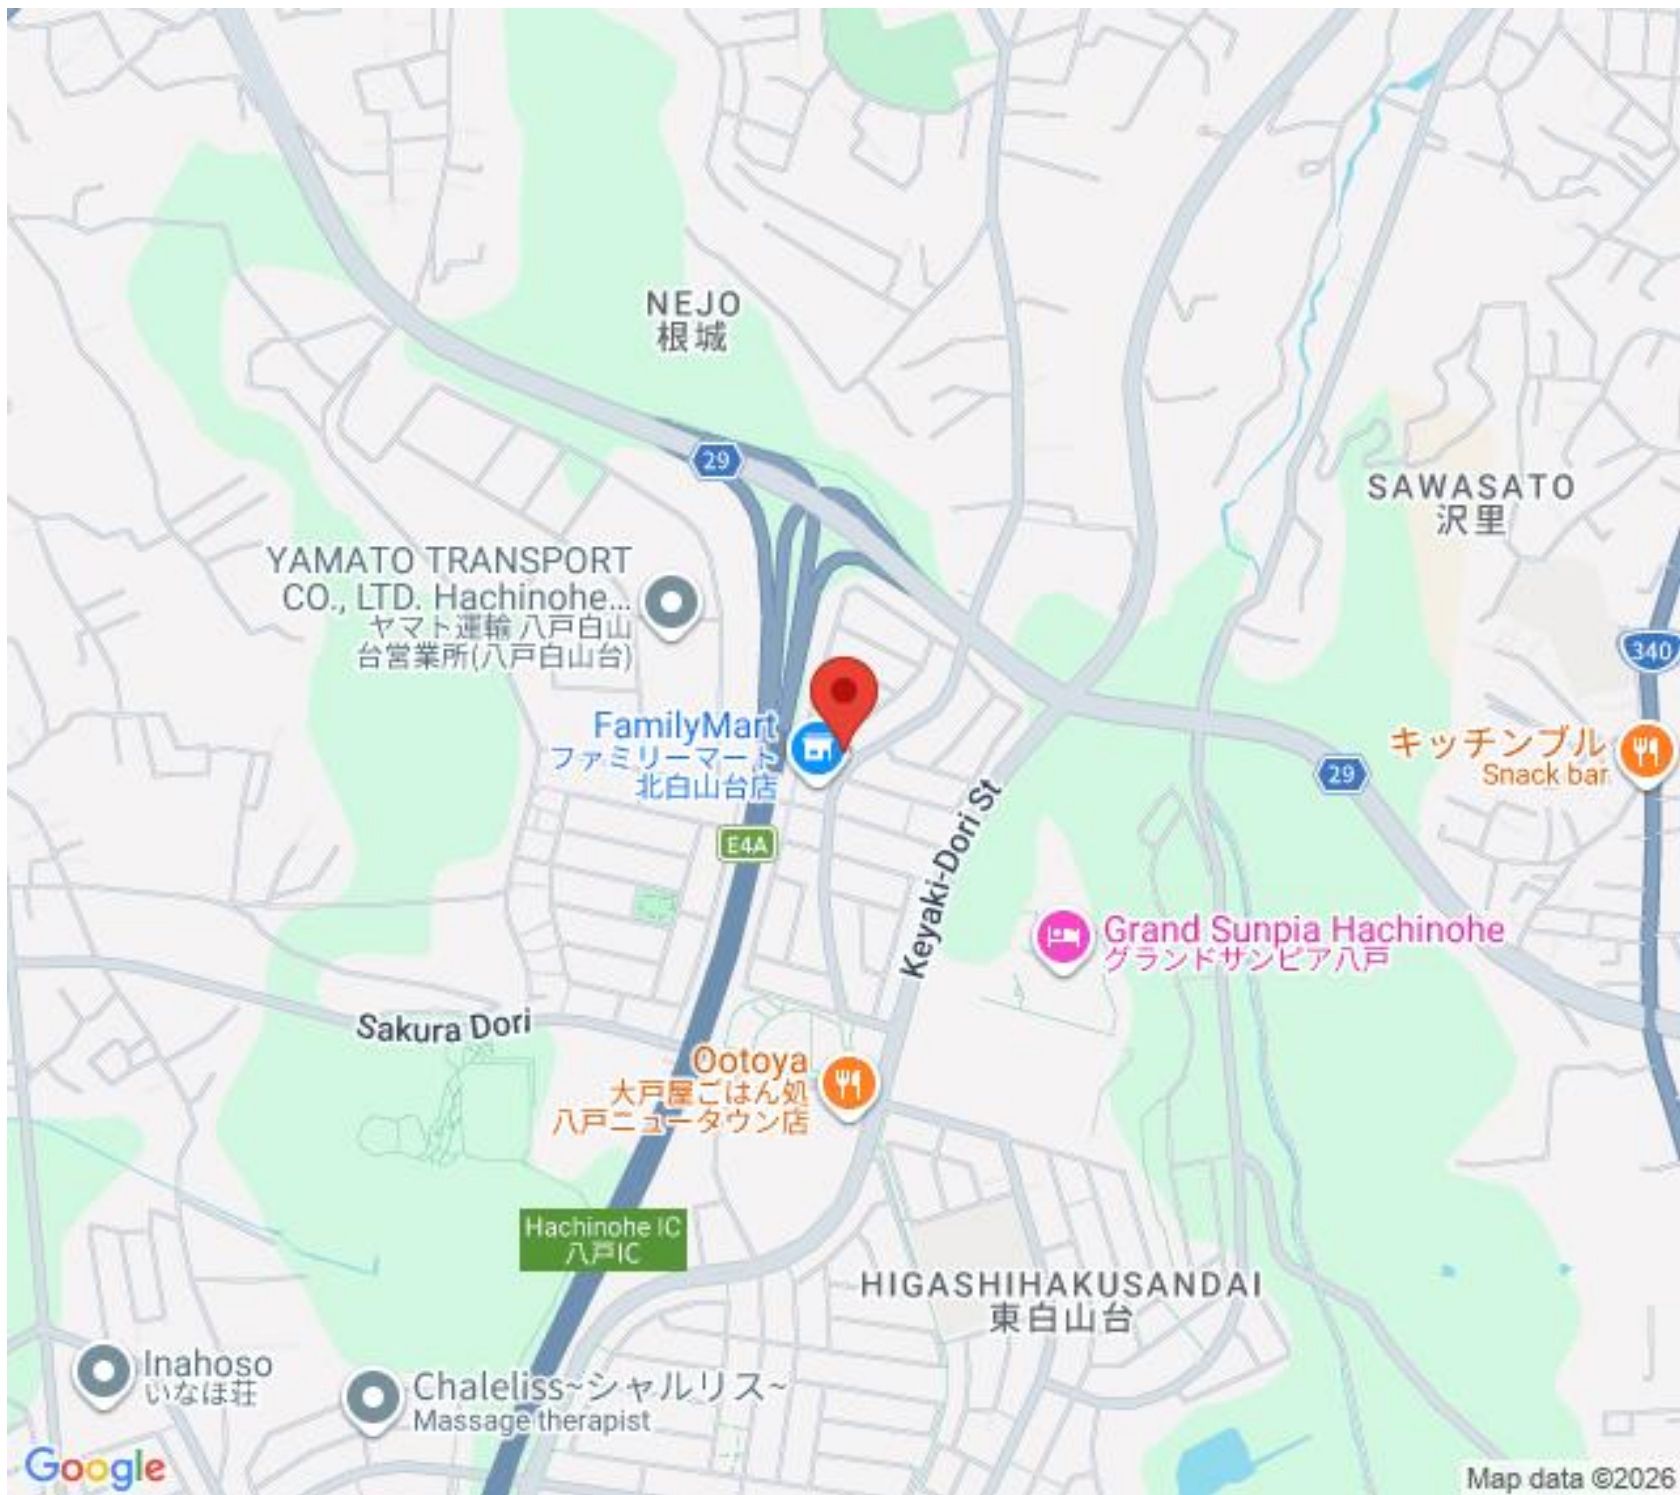 NEJO
根城
29
SAWASATO
沢里
YAMATO TRANSPORT
CO., LTD. Hachinohe...
ヤマト運輸 八戸白山
台営業所(八戸白山台)
340
FamilyMart
ファミリーマート
北白山台店
キッチンブル
Snack bar
29
E4A
Keyaki-Dori St
Grand Sunpia Hachinohe
グランドサンピア八戸
Sakura Dori
Ootoya
大戸屋ごはん処
八戸ニュータウン店
Hachinohe IC
八戸IC
HIGASHIHAKUSANDAI
東白山台
Inahoso
いなほ荘
Chaleliss~シャルリス~
Massage therapist
Google
Map data ©2026